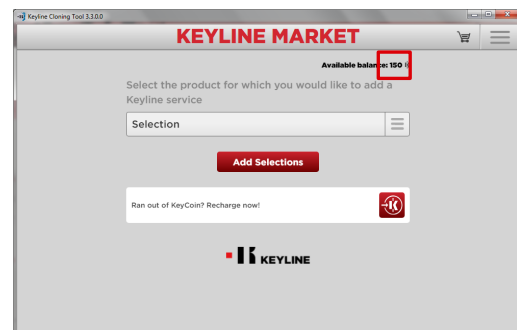 Keyline Cloning Tool 3.3.0.0
KEYLINE MARKET
Available balance: 150
Select the product for which you would like to add a
Keyline service
Selection
Add Selections
Ran out of KeyCoin? Recharge now!
KEYLINE